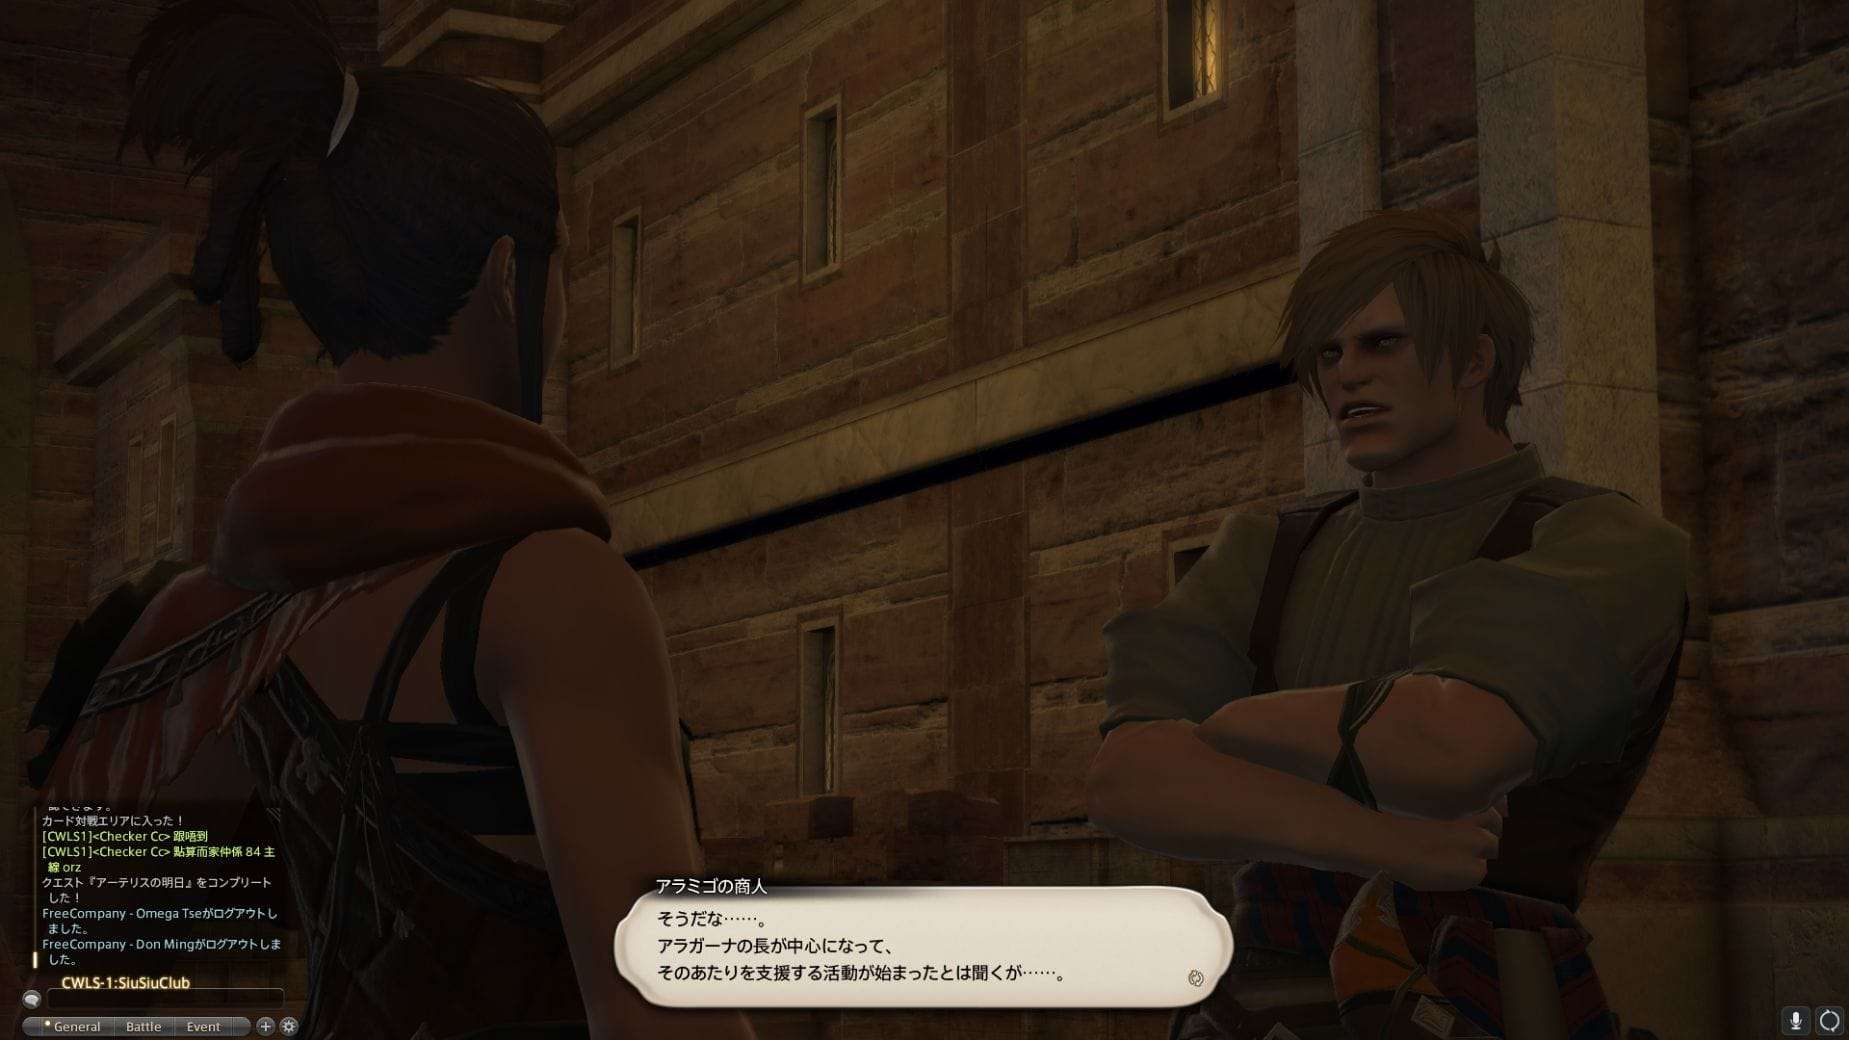 カード対戦エリアに入った！
[CWLS1]<Checker Cc> 跟唔到
[CWLS1]<Checker Cc> 點算而家仲係 84 主
線 orz
クエスト『アーテリスの明日』をコンプリート
した！
FreeCompany - Omega Tseがログアウトし
ました。
FreeCompany - Don Mingがログアウトしま
した。
CWLS-1:SiuSiuClub
General Battle Event
アラミゴの商人
そうだな……。
アラガーナの長が中心になって、
そのあたりを支援する活動が始まったとは聞くが……。